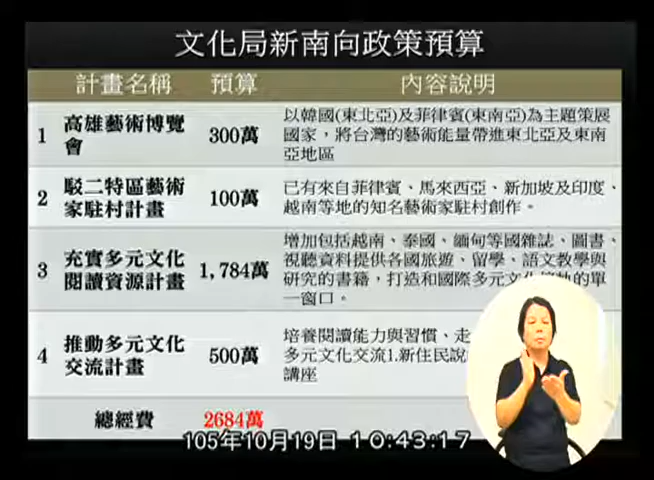 文化局新南向政策預算
計畫名稱 預算 內容說明
1 高雄藝術博覽會 300萬
以韓國(東北亞)及菲律賓(東南亞)為主題策展
國家，將台灣的藝術能量帶進東北亞及東南
亞地區
2 駁二特區藝術家駐村計畫 100萬
已有來自菲律賓、馬來西亞、新加坡及印度、
越南等地的知名藝術家駐村創作。
3 充實多元文化閱讀資源計畫 1,784萬
增加包括越南、泰國、緬甸等國雜誌、圖書、
視聽資料提供各國旅遊、留學、語文教學與
研究的書籍，打造和國際多元文化的單
一窗口。
4 推動多元文化交流計畫 500萬
培養閱讀能力與習慣、走
多元文化交流1.新住民說
講座
總經費 2684萬
105年10月19日 10:43:17